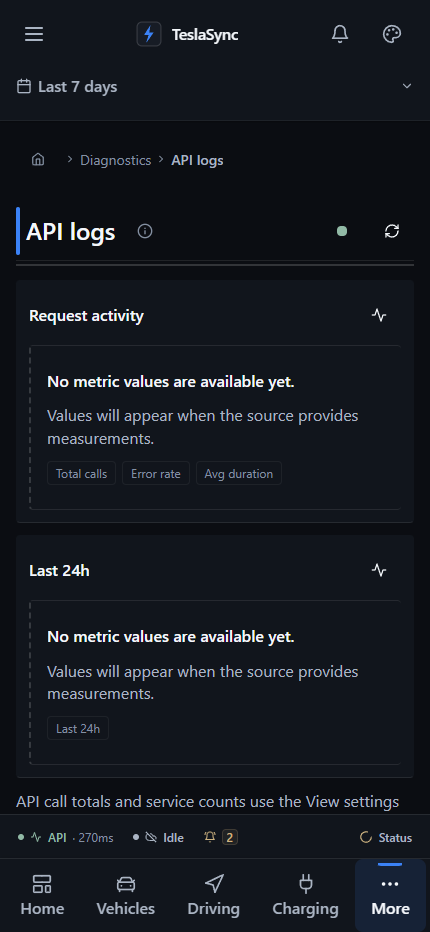 TeslaSync
Last 7 days
Diagnostics
API logs
API logs
Request activity
No metric values are available yet.
Values will appear when the source provides
measurements.
Total calls
Error rate
Avg duration
Last 24h
No metric values are available yet.
Values will appear when the source provides
measurements.
Last 24h
API call totals and service counts use the View settings
API · 270ms
Idle
2
Status
Home
Vehicles
Driving
Charging
More